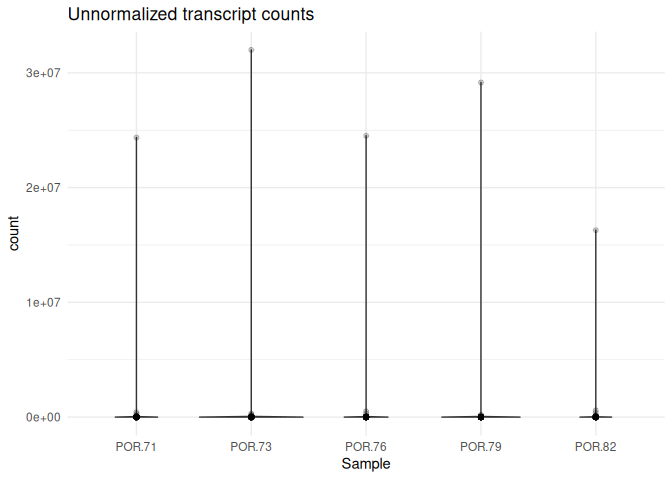 Unnormalized transcript counts
3e+07
2e+07
1e+07
0e+00
count
POR.71 POR.73 POR.76 POR.79 POR.82
Sample